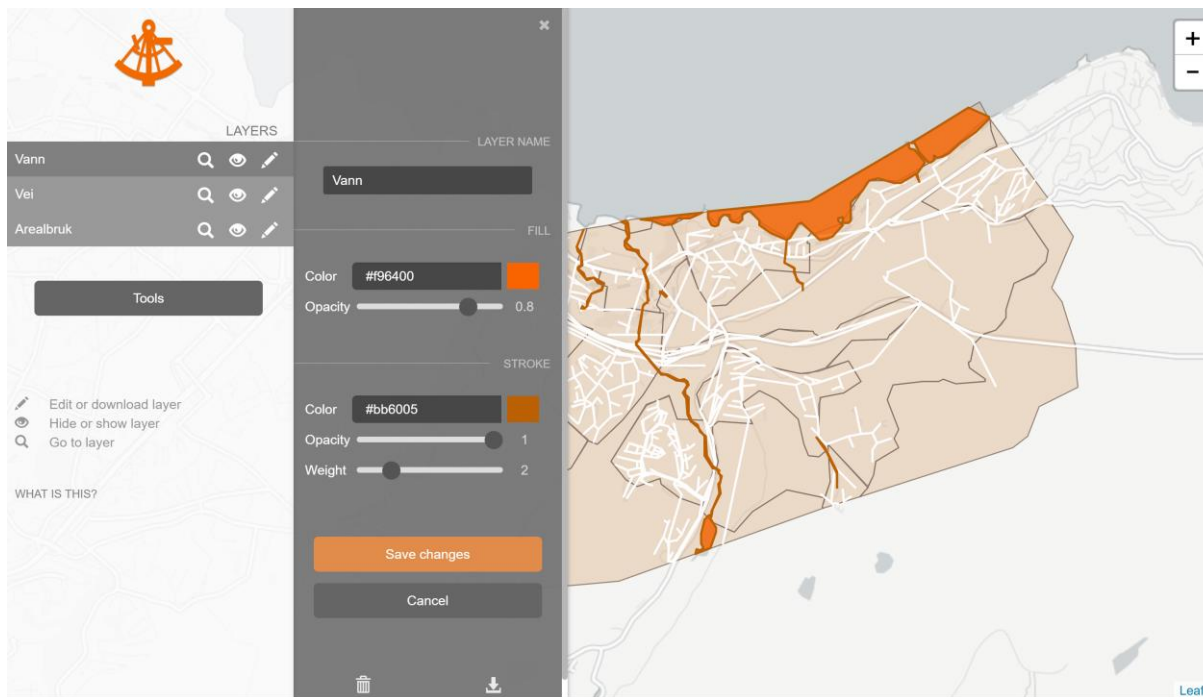 LAYERS
Vann
Vei
Arealbruk
Tools
Edit or download layer
Hide or show layer
Go to layer
WHAT IS THIS?
LAYER NAME
Vann
FILL
Color #f96400
Opacity 0.8
STROKE
Color #bb6005
Opacity 1
Weight 2
Save changes
Cancel
+
−